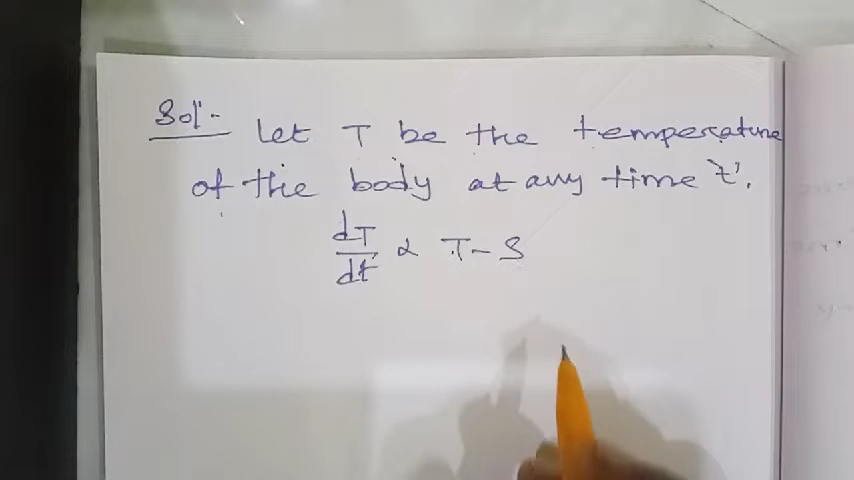 Sol:-
Let T be the temperature
of the body at any time 't'.
dT/dt ∝ T - S